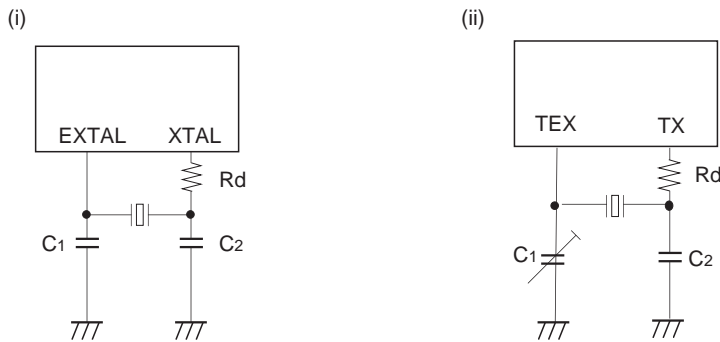 (i)
EXTAL XTAL
Rd
C1 C2
(ii)
TEX TX
Rd
C1 C2